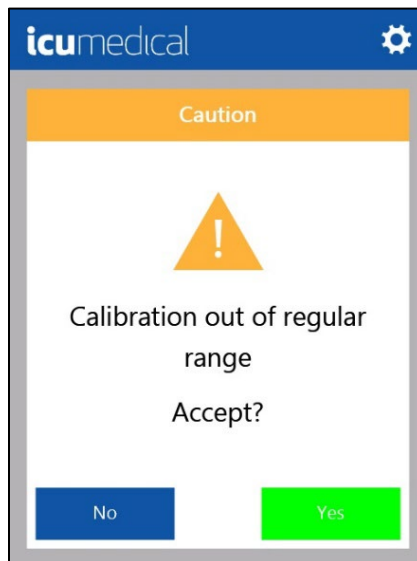 icumedical
Caution
!
Calibration out of regular
range
Accept?
No
Yes